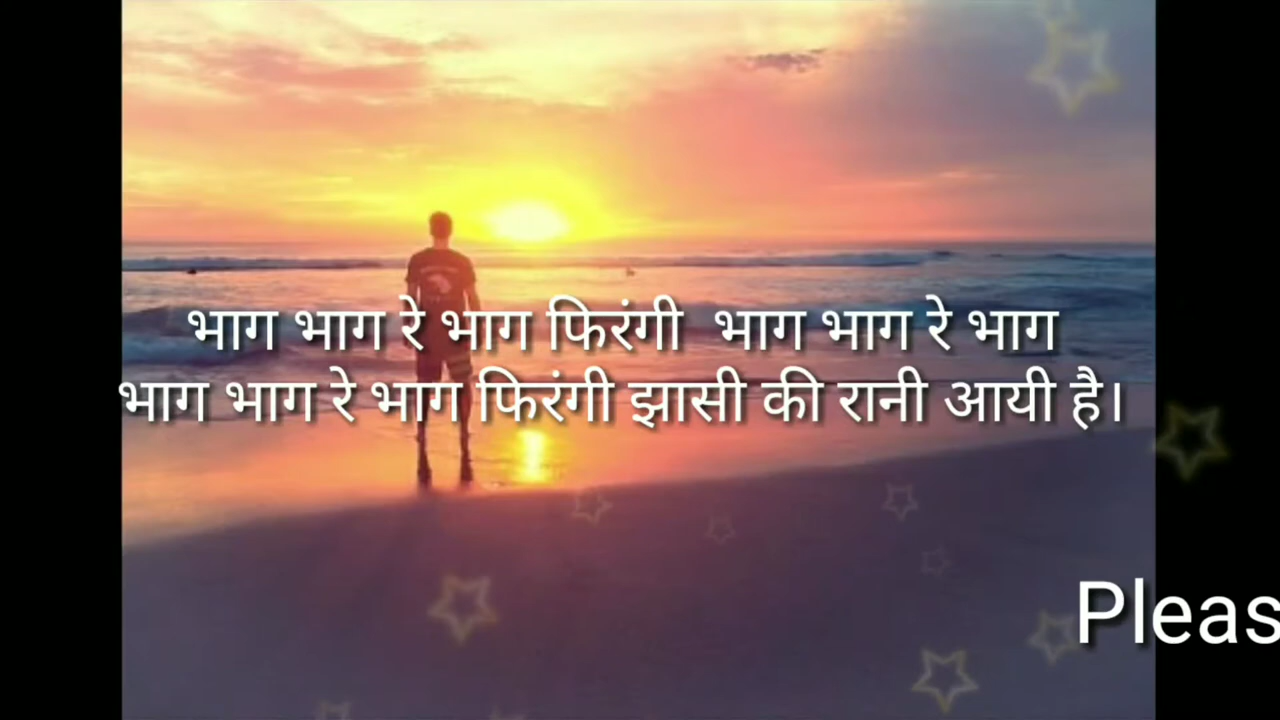 भाग भाग रे भाग फिरंगी  भाग भाग रे भाग
भाग भाग रे भाग फिरंगी झासी की रानी आयी है।
Pleas